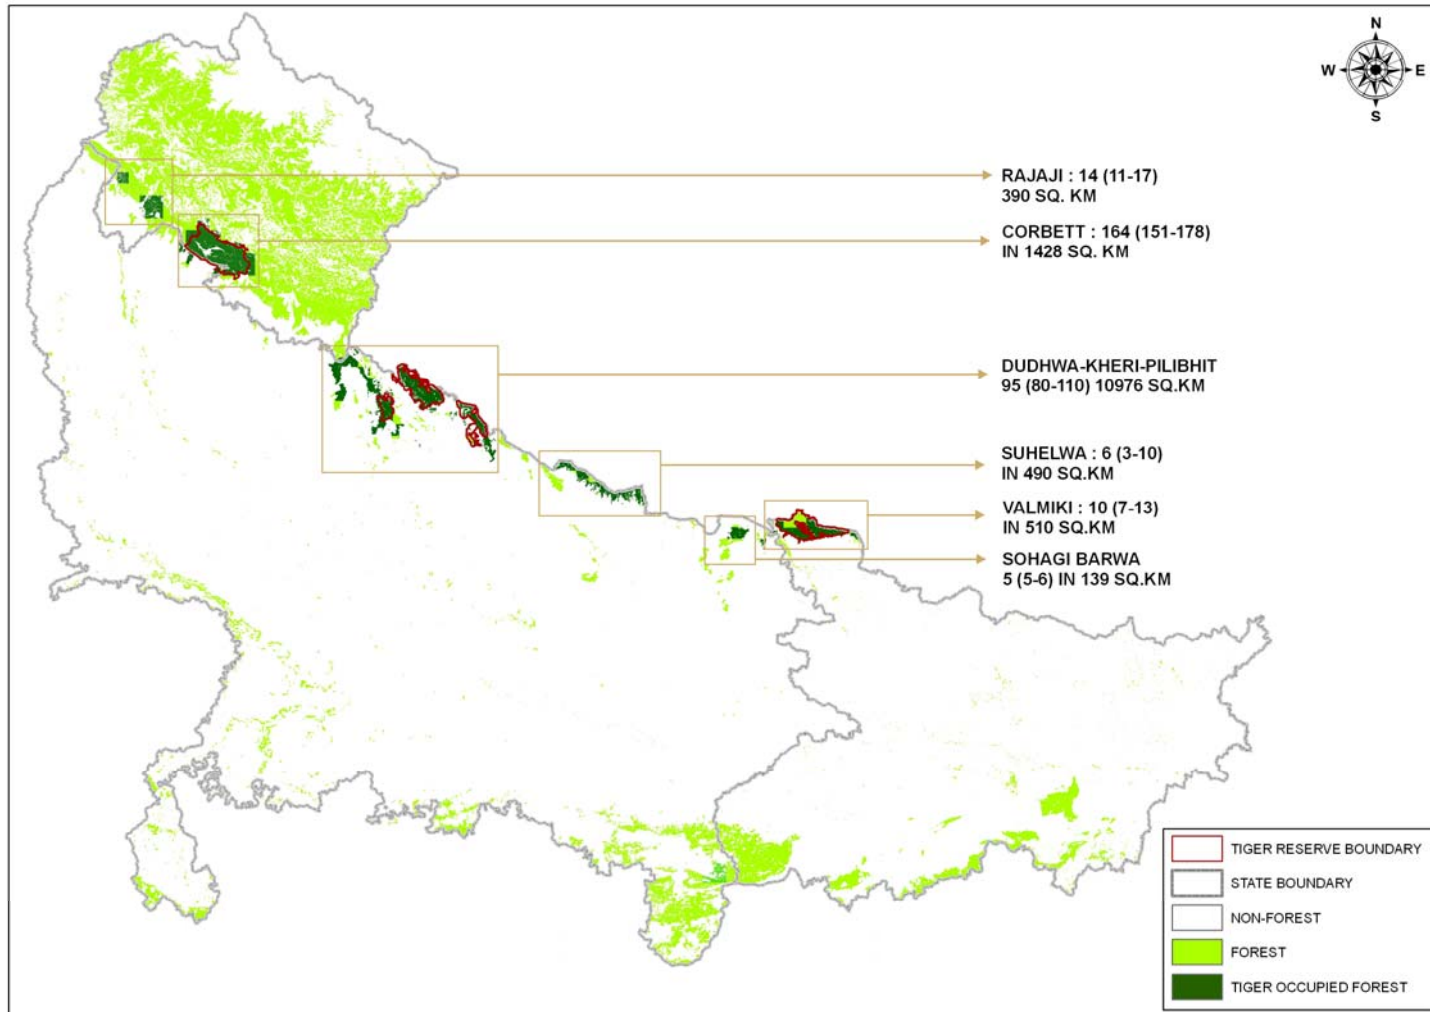 N
W
E
S
RAJAJI : 14 (11-17)
390 SQ. KM
CORBETT : 164 (151-178)
IN 1428 SQ. KM
DUDHWA-KHERI-PILIBHIT
95 (80-110) 10976 SQ.KM
SUHELWA : 6 (3-10)
IN 490 SQ.KM
VALMIKI : 10 (7-13)
IN 510 SQ.KM
SOHAGI BARWA
5 (5-6) IN 139 SQ.KM
TIGER RESERVE BOUNDARY
STATE BOUNDARY
NON-FOREST
FOREST
TIGER OCCUPIED FOREST